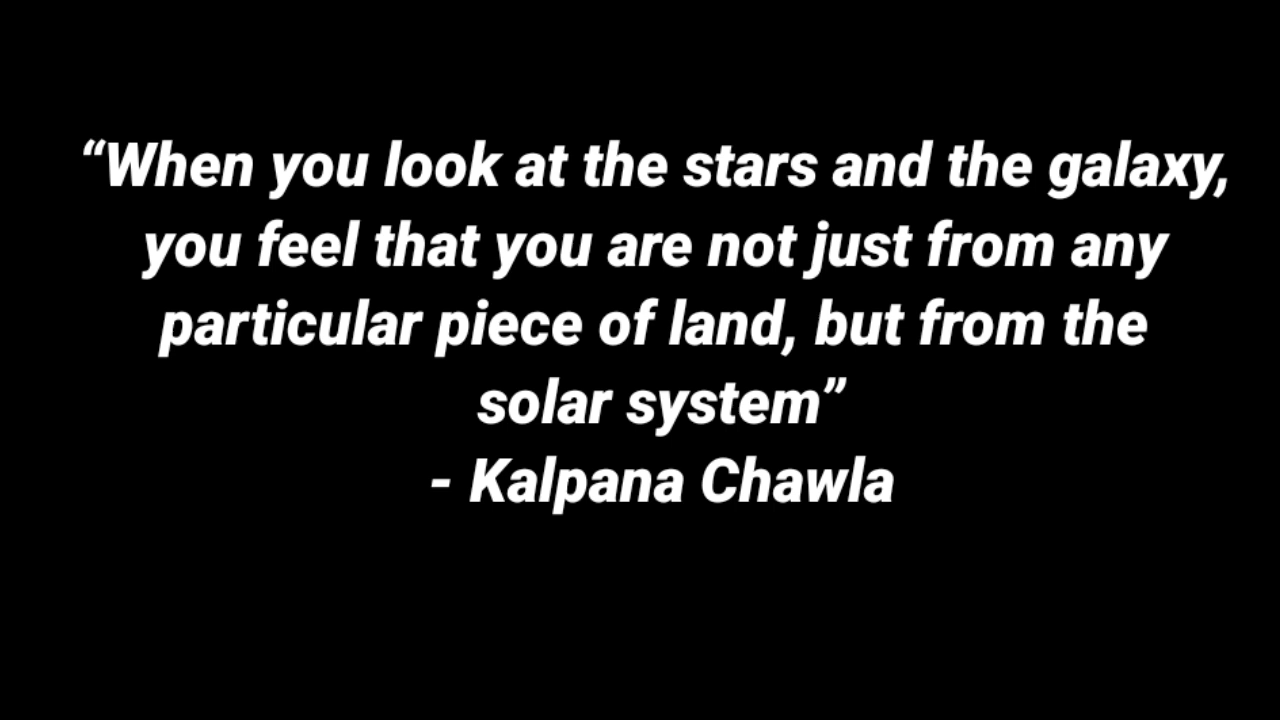 “When you look at the stars and the galaxy,
you feel that you are not just from any
particular piece of land, but from the
solar system”
- Kalpana Chawla